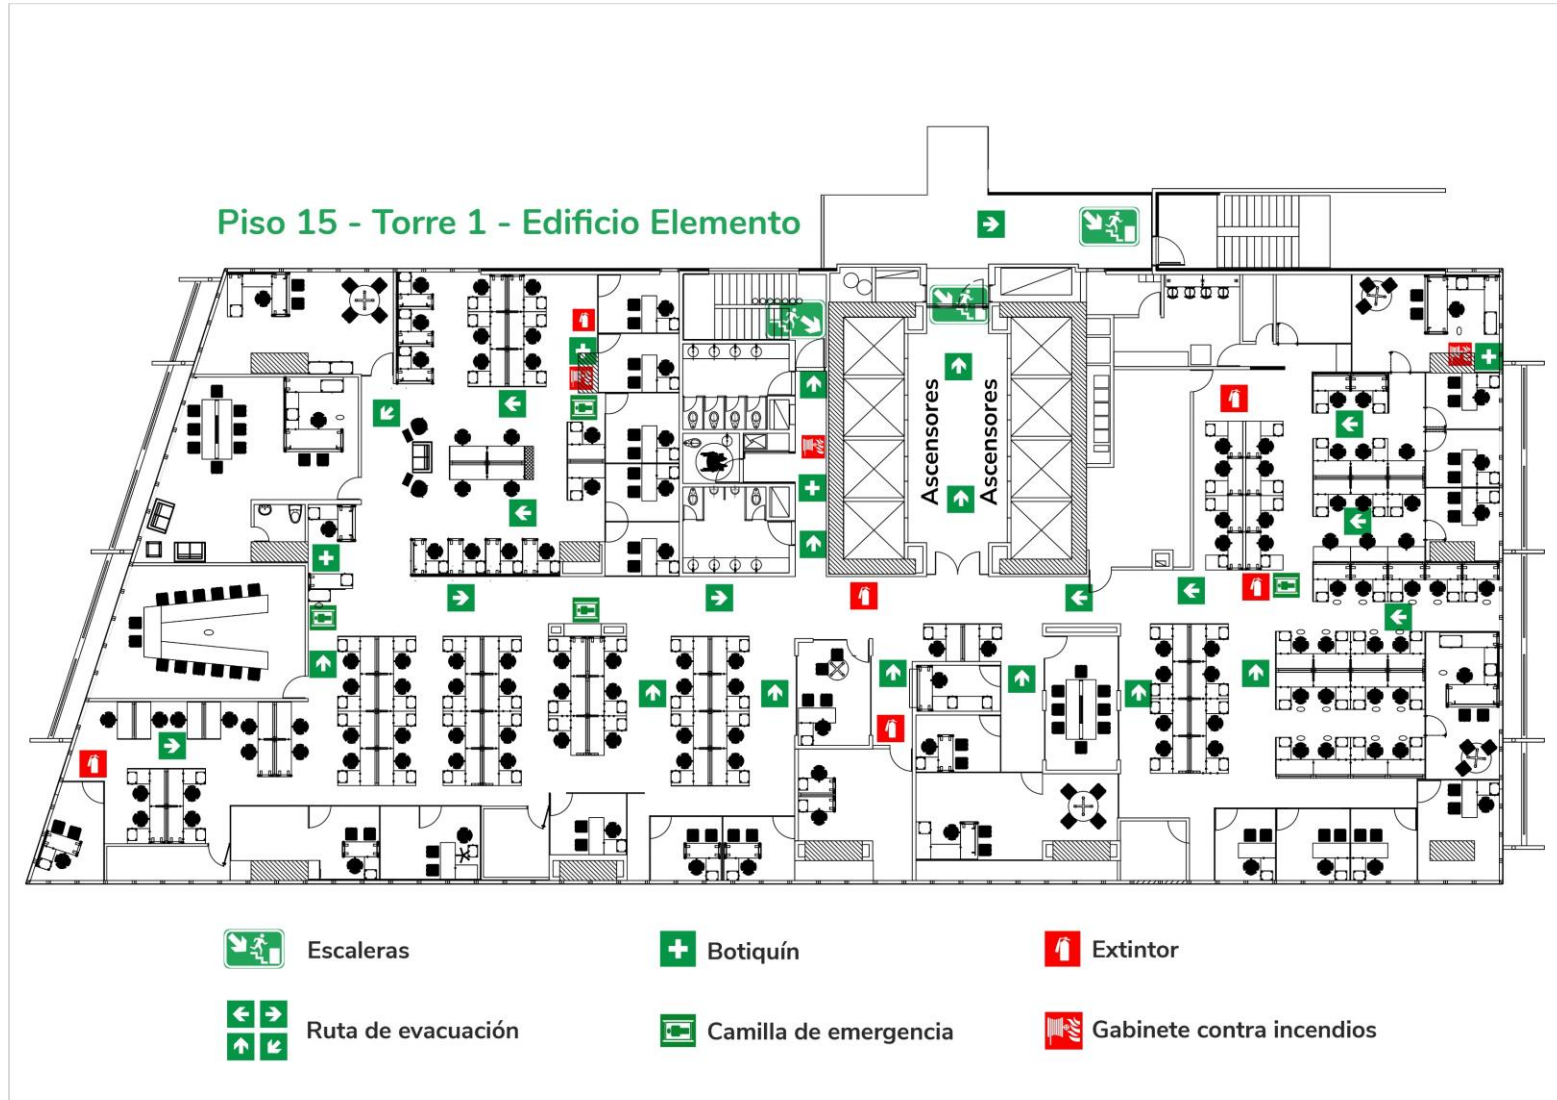 Piso 15 - Torre 1 - Edificio Elemento
Ascensores
Ascensores
Escaleras
Botiquín
Extintor
Ruta de evacuación
Camilla de emergencia
Gabinete contra incendios